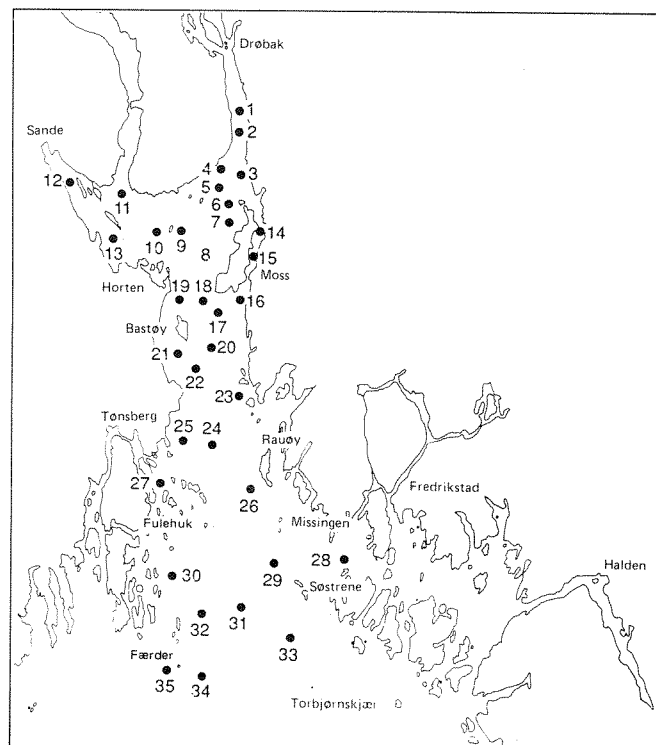 Drøbak
1
2
Sande
4
3
12
5
11
6
7
14
13
10
9
8
15
Moss
Horten
19
18
16
17
Bastøy
20
21
22
23
Tønsberg
25
24
Rauøy
27
26
Fredrikstad
Fulehuk
Missingen
28
29
Halden
30
Søstrene
32
31
33
Færder
35
34
Torbjørnskjær